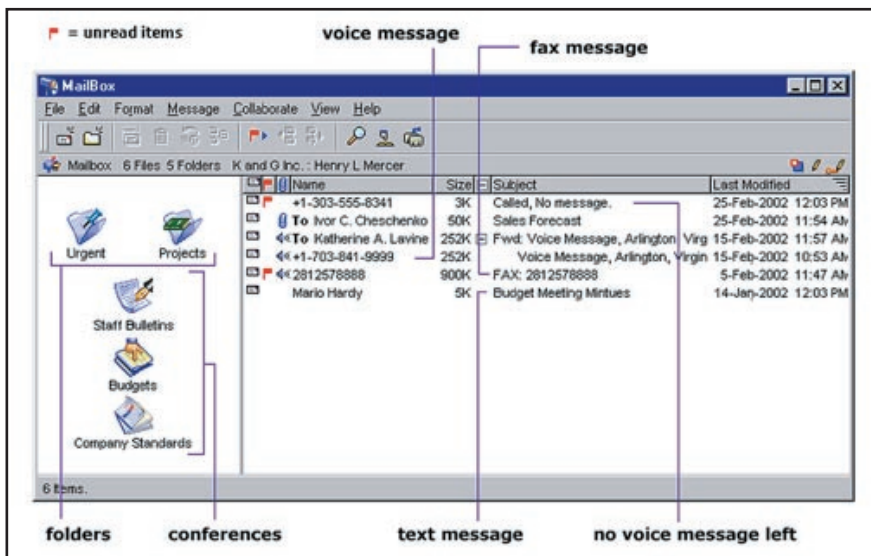 = unread items
voice message
fax message
MailBox
File Edit Format Message Collaborate View Help
Mailbox 6 Files 5 Folders K and G Inc. : Henry L Mercer
Name Size Subject Last Modified
+1-303-555-8341 3K Called, No message. 25-Feb-2002 12:03 PM
To Ivor C. Cheschenko 50K Sales Forecast 25-Feb-2002 11:54 AM
To Katherine A. Lavine 252K Fwd: Voice Message, Arlington, Virg 15-Feb-2002 11:57 AM
+1-703-841-9999 252K Voice Message, Arlington, Virgin 15-Feb-2002 10:53 AM
2812578888 900K FAX: 2812578888 5-Feb-2002 11:47 AM
Mario Hardy 5K Budget Meeting Mintues 14-Jan-2002 12:03 PM
Urgent Projects
Staff Bulletins
Budgets
Company Standards
6 Items.
folders conferences text message no voice message left